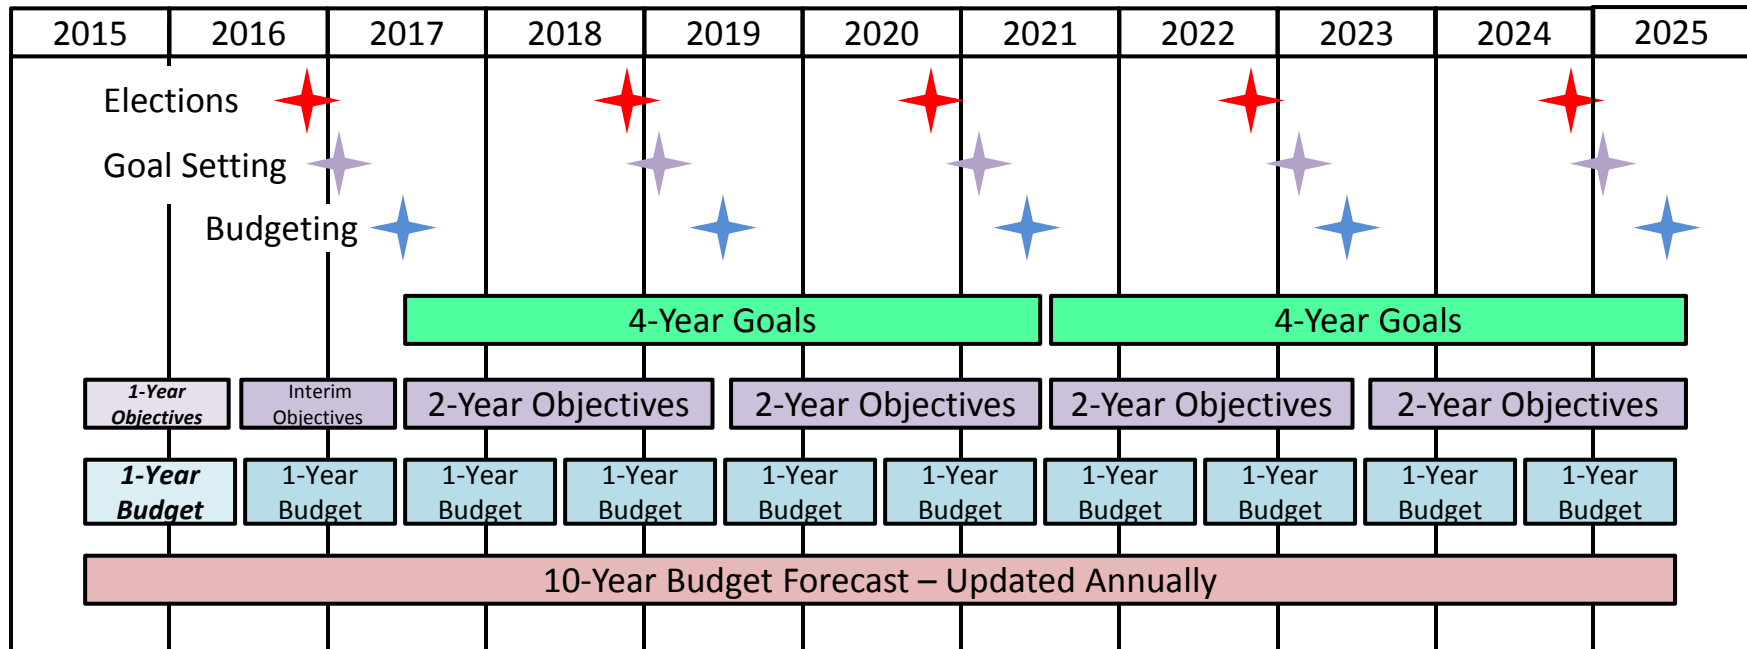 2015 2016 2017 2018 2019 2020 2021 2022 2023 2024 2025
Elections
Goal Setting
Budgeting
4-Year Goals
4-Year Goals
1-Year
Objectives
Interim
Objectives
2-Year Objectives
2-Year Objectives
2-Year Objectives
2-Year Objectives
1-Year
Budget
1-Year
Budget
1-Year
Budget
1-Year
Budget
1-Year
Budget
1-Year
Budget
1-Year
Budget
1-Year
Budget
1-Year
Budget
1-Year
Budget
10-Year Budget Forecast – Updated Annually